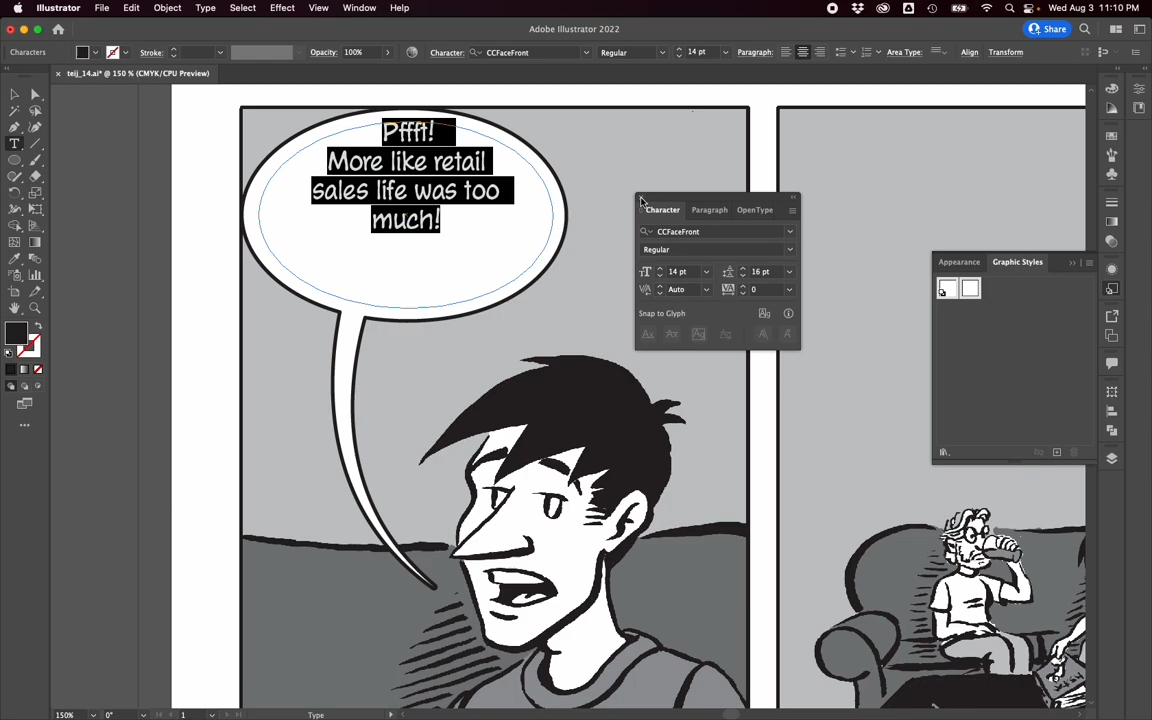 Illustrator File Edit Object Type Select Effect View Window Help
Wed Aug 3 11:10 PM
Adobe Illustrator 2022
Share
Characters
Stroke:
Opacity: 100%
Character: CCFaceFront
Regular
14 pt
Paragraph:
Area Type:
Align
Transform
teij_14.ai* @ 150 % (CMYK/CPU Preview)
Pffft!
More like retail
sales life was too
much!
Character Paragraph OpenType
CCFaceFront
Regular
14 pt
16 pt
Auto
0
Snap to Glyph
Appearance Graphic Styles
150%
0°
1
Type